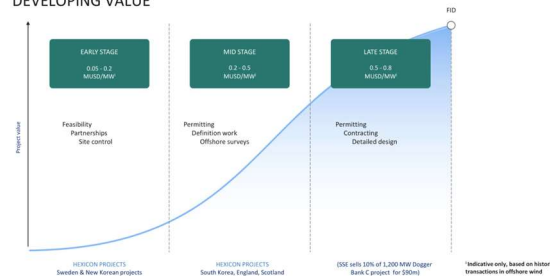 DEVELOPING VALUE
FID
EARLY STAGE
0.05 - 0.2
MUSD/MW¹
MID STAGE
0.2 - 0.5
MUSD/MW¹
LATE STAGE
0.5 - 0.8
MUSD/MW¹
Project value
Feasibility
Partnerships
Site control
Permitting
Definition work
Offshore surveys
Permitting
Contracting
Detailed design
HEXICON PROJECTS
Sweden & New Korean projects
HEXICON PROJECTS
South Korea, England, Scotland
(SSE sells 10% of 1,200 MW Dogger
Bank C project for $90m)
¹Indicative only, based on histor
transactions in offshore wind